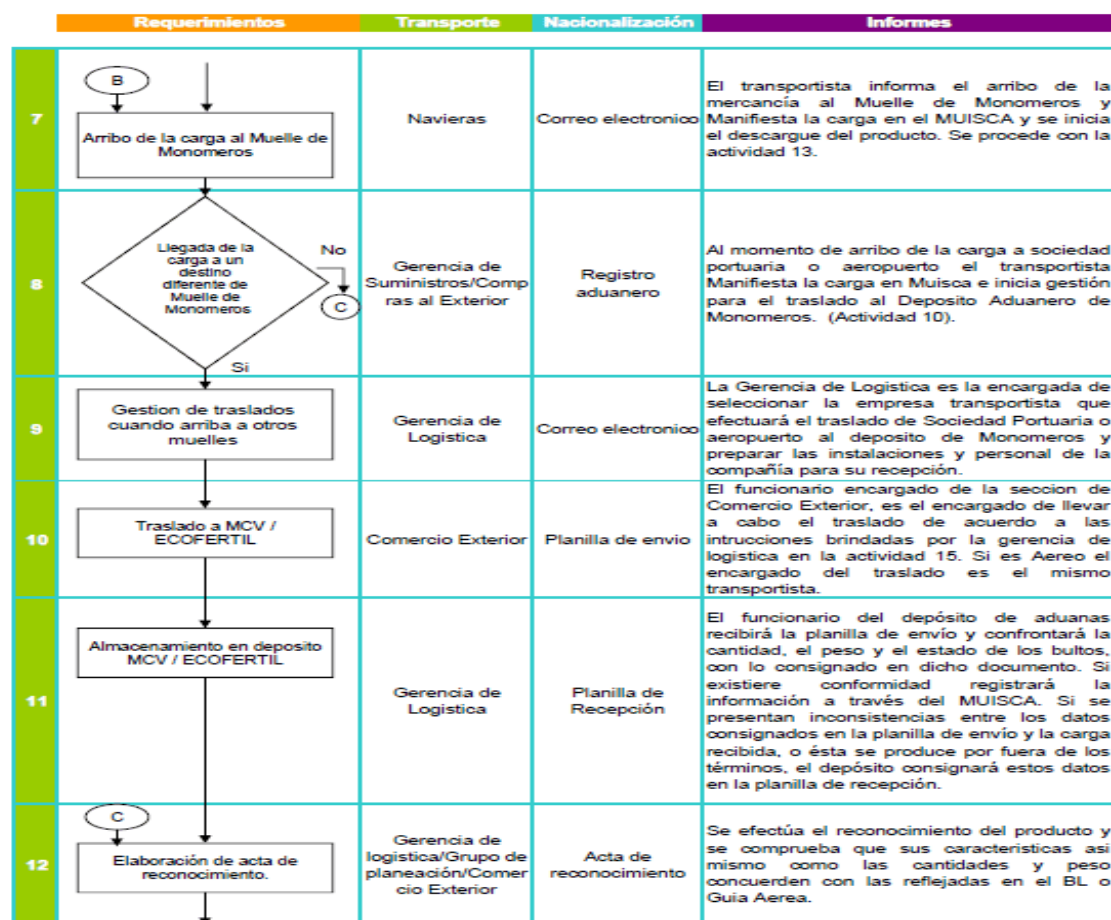 Requerimientos Transporte Nacionalización Informes
7
B
Arribo de la carga al Muelle de
Monomeros
Navieras
Correo electronico
El transportista informa el arribo de la
mercancía al Muelle de Monomeros y
Manifiesta la carga en el MUISCA y se inicia
el descargue del producto. Se procede con la
actividad 13.
8
Llegada de la
carga a un
destino
diferente de
Muelle de
Monomeros
No
C
Si
Gerencia de
Suministros/Comp
ras al Exterior
Registro
aduanero
Al momento de arribo de la carga a sociedad
portuaria o aeropuerto el transportista
Manifiesta la carga en Muisca e inicia gestión
para el traslado al Deposito Aduanero de
Monomeros. (Actividad 10).
9
Gestion de traslados
cuando arriba a otros
muelles
Gerencia de
Logistica
Correo electronico
La Gerencia de Logistica es la encargada de
seleccionar la empresa transportista que
efectuará el traslado de Sociedad Portuaria o
aeropuerto al deposito de Monomeros y
preparar las instalaciones y personal de la
compañía para su recepción.
10
Traslado a MCV /
ECOFERTIL
Comercio Exterior
Planilla de envio
El funcionario encargado de la seccion de
Comercio Exterior, es el encargado de llevar
a cabo el traslado de acuerdo a las
intrucciones brindadas por la gerencia de
logistica en la actividad 15. Si es Aereo el
encargado del traslado es el mismo
transportista.
11
Almacenamiento en deposito
MCV / ECOFERTIL
Gerencia de
Logistica
Planilla de
Recepción
El funcionario del depósito de aduanas
recibirá la planilla de envío y confrontará la
cantidad, el peso y el estado de los bultos,
con lo consignado en dicho documento. Si
existiere conformidad registrará la
información a través del MUISCA. Si se
presentan inconsistencias entre los datos
consignados en la planilla de envío y la carga
recibida, o ésta se produce por fuera de los
términos, el depósito consignará estos datos
en la planilla de recepción.
12
C
Elaboración de acta de
reconocimiento.
Gerencia de
logistica/Grupo de
planeación/Comer
cio Exterior
Acta de
reconocimiento
Se efectúa el reconocimiento del producto y
se comprueba que sus caracteristicas asi
mismo como las cantidades y peso
concuerden con las reflejadas en el BL o
Guia Aerea.